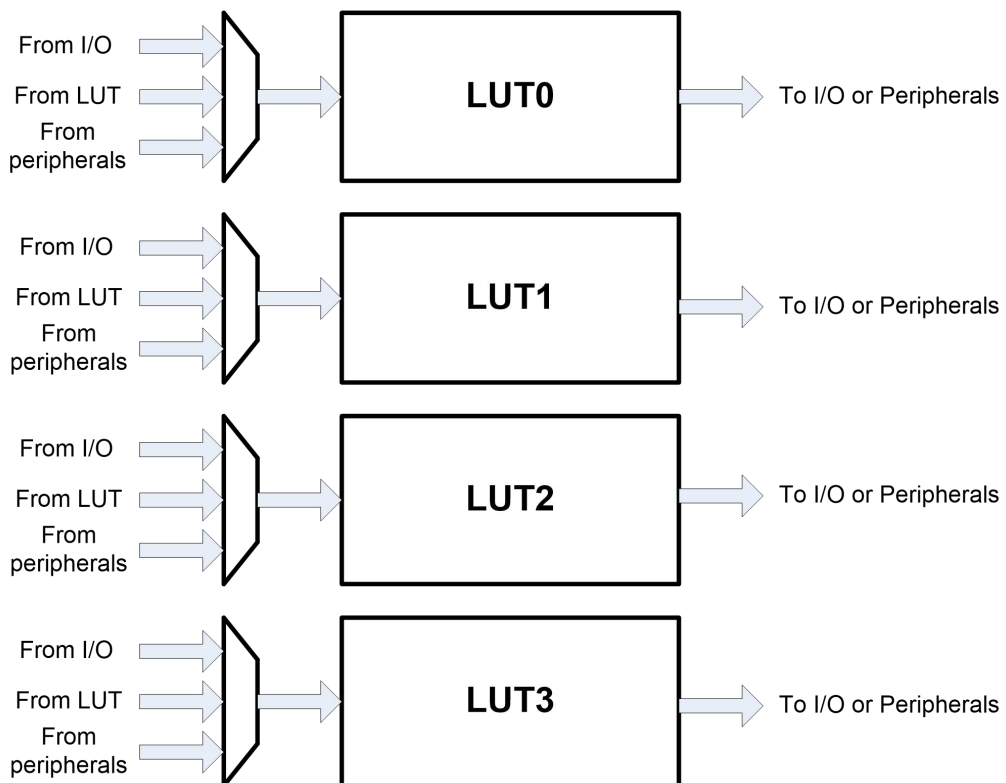 From I/O
From LUT
From
peripherals
LUT0
To I/O or Peripherals
From I/O
From LUT
From
peripherals
LUT1
To I/O or Peripherals
From I/O
From LUT
From
peripherals
LUT2
To I/O or Peripherals
From I/O
From LUT
From
peripherals
LUT3
To I/O or Peripherals